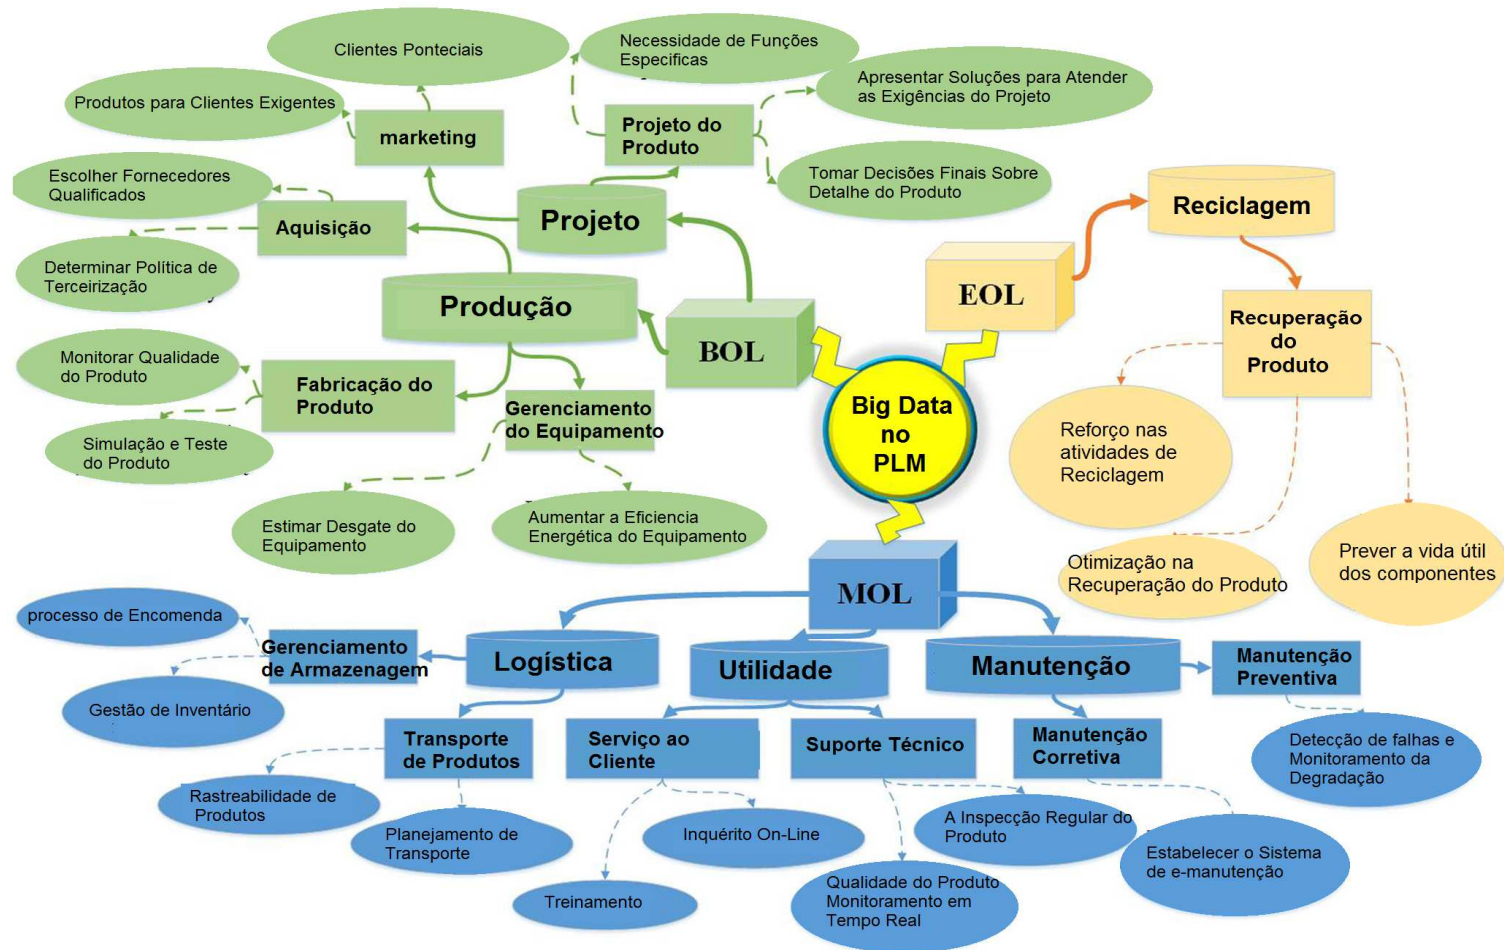 Clientes Ponteciais
Necessidade de Funções
Especificas
Apresentar Soluções para Atender
as Exigências do Projeto
Produtos para Clientes Exigentes
marketing
Projeto do
Produto
Tomar Decisões Finais Sobre
Detalhe do Produto
Escolher Fornecedores
Qualificados
Aquisição
Projeto
Reciclagem
Determinar Política de
Terceirização
Produção
BOL
EOL
Recuperação
do
Produto
Monitorar Qualidade
do Produto
Fabricação do
Produto
Gerenciamento
do Equipamento
Big Data
no
PLM
Simulação e Teste
do Produto
Reforço nas
atividades de
Reciclagem
Estimar Desgate do
Equipamento
Aumentar a Eficiencia
Energética do Equipamento
Otimização na
Recuperação do Produto
Prever a vida útil
dos componentes
MOL
processo de Encomenda
Gerenciamento
de Armazenagem
Logística
Utilidade
Manutenção
Manutenção
Preventiva
Gestão de Inventário
Transporte
de Produtos
Serviço ao
Cliente
Suporte Técnico
Manutenção
Corretiva
Detecção de falhas e
Monitoramento da
Degradação
Rastreabilidade de
Produtos
Planejamento de
Transporte
Inquérito On-Line
A Inspecção Regular do
Produto
Estabelecer o Sistema
de e-manutenção
Treinamento
Qualidade do Produto
Monitoramento em
Tempo Real